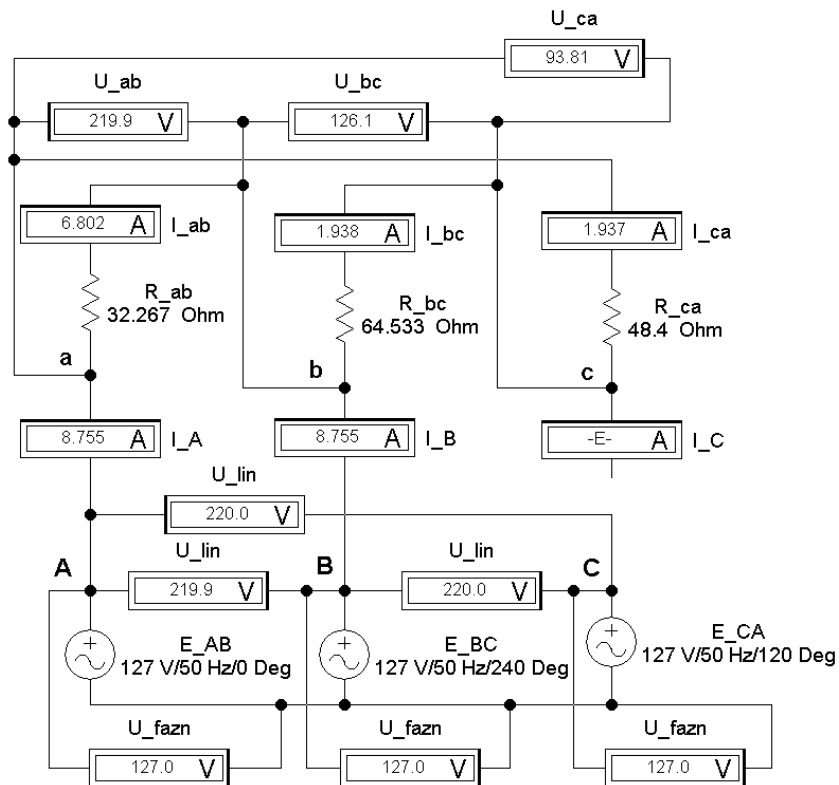 U_ca
93.81 V
U_ab
U_bc
219.9 V
126.1 V
6.802 A
I_ab
1.938 A
I_bc
1.937 A
I_ca
R_ab
32.267 Ohm
R_bc
64.533 Ohm
R_ca
48.4 Ohm
a
b
c
8.755 A
I_A
8.755 A
I_B
-E- A
I_C
U_lin
220.0 V
U_lin
U_lin
A
B
C
219.9 V
220.0 V
E_AB
127 V/50 Hz/0 Deg
E_BC
127 V/50 Hz/240 Deg
E_CA
127 V/50 Hz/120 Deg
U_fazn
U_fazn
U_fazn
127.0 V
127.0 V
127.0 V